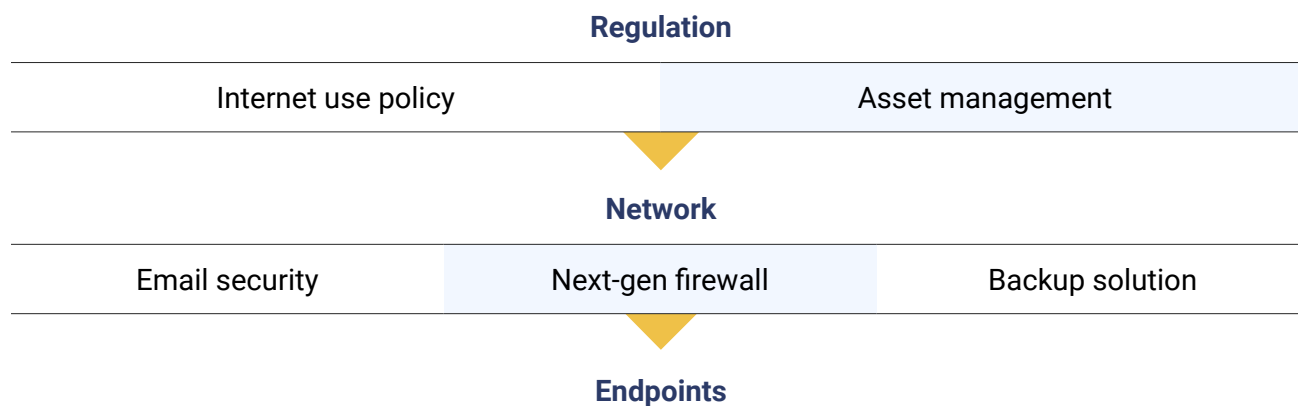 Regulation
Internet use policy Asset management
Network
Email security Next-gen firewall Backup solution
Endpoints